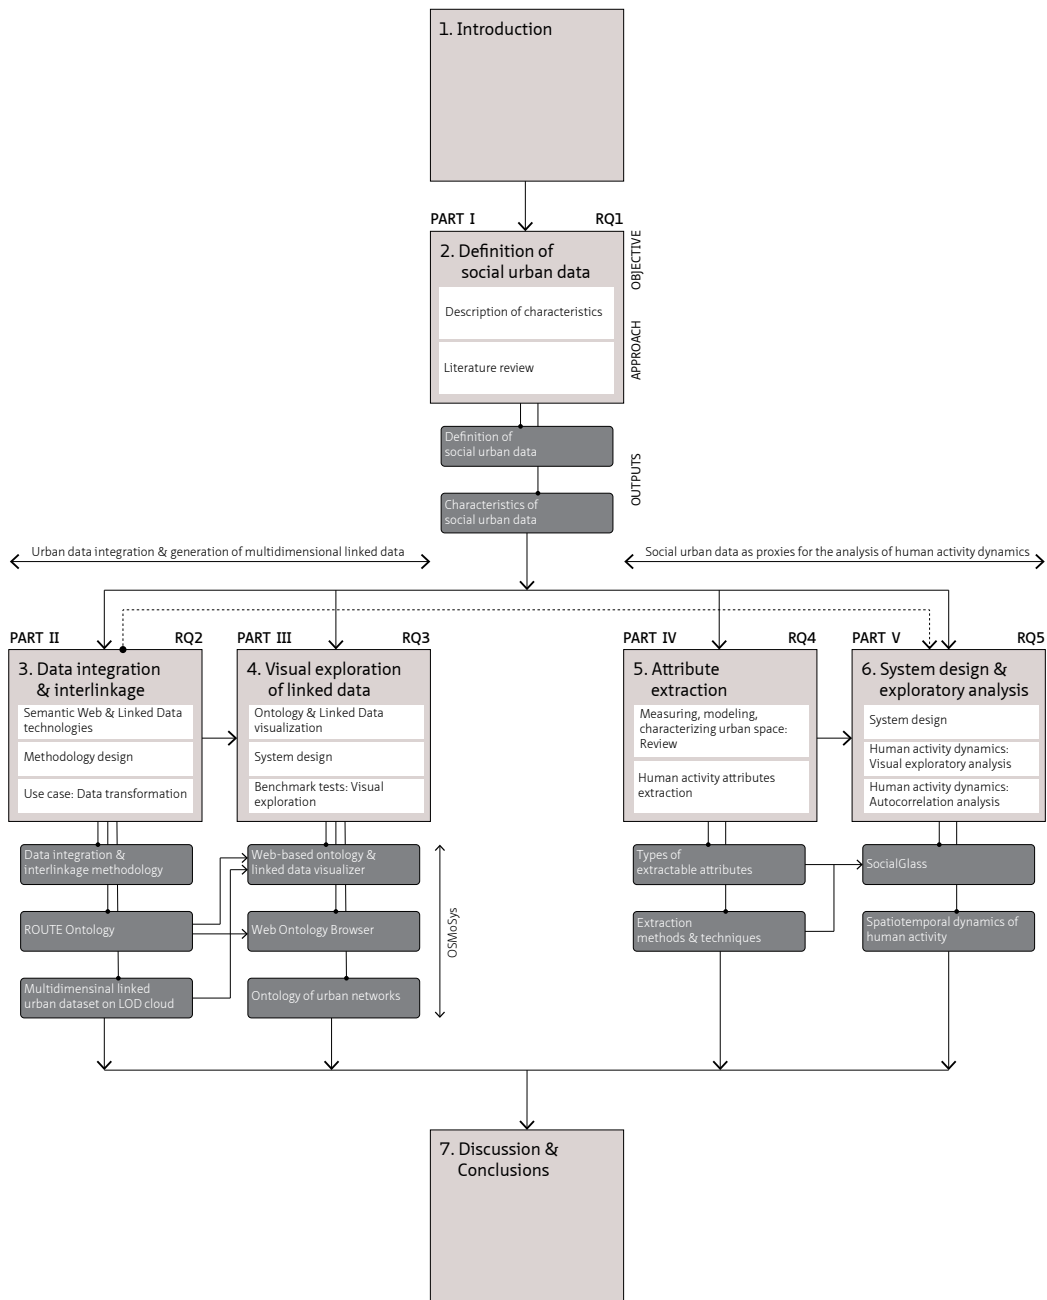 1. Introduction
PART I
RQ1
2. Definition of
social urban data
Description of characteristics
Literature review
OBJECTIVE
APPROACH
OUTPUTS
Definition of
social urban data
Characteristics of
social urban data
Urban data integration & generation of multidimensional linked data
Social urban data as proxies for the analysis of human activity dynamics
PART II
RQ2
3. Data integration
& interlinkage
Semantic Web & Linked Data
technologies
Methodology design
Use case: Data transformation
Data integration &
interlinkage methodology
ROUTE Ontology
Multidimensinal linked
urban dataset on LOD cloud
PART III
RQ3
4. Visual exploration
of linked data
Ontology & Linked Data
visualization
System design
Benchmark tests: Visual
exploration
Web-based ontology &
linked data visualizer
Web Ontology Browser
Ontology of urban networks
OSMoSys
PART IV
RQ4
5. Attribute
extraction
Measuring, modeling,
characterizing urban space:
Review
Human activity attributes
extraction
Types of
extractable attributes
Extraction
methods & techniques
PART V
RQ5
6. System design &
exploratory analysis
System design
Human activity dynamics:
Visual exploratory analysis
Human activity dynamics:
Autocorrelation analysis
SocialGlass
Spatiotemporal dynamics of
human activity
7. Discussion &
Conclusions